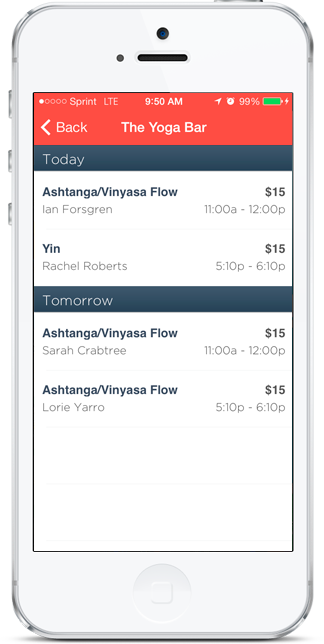 Sprint LTE 9:50 AM 99%
Back The Yoga Bar
Today
Ashtanga/Vinyasa Flow $15
Ian Forsgren 11:00a - 12:00p
Yin $15
Rachel Roberts 5:10p - 6:10p
Tomorrow
Ashtanga/Vinyasa Flow $15
Sarah Crabtree 11:00a - 12:00p
Ashtanga/Vinyasa Flow $15
Lorie Yarro 5:10p - 6:10p